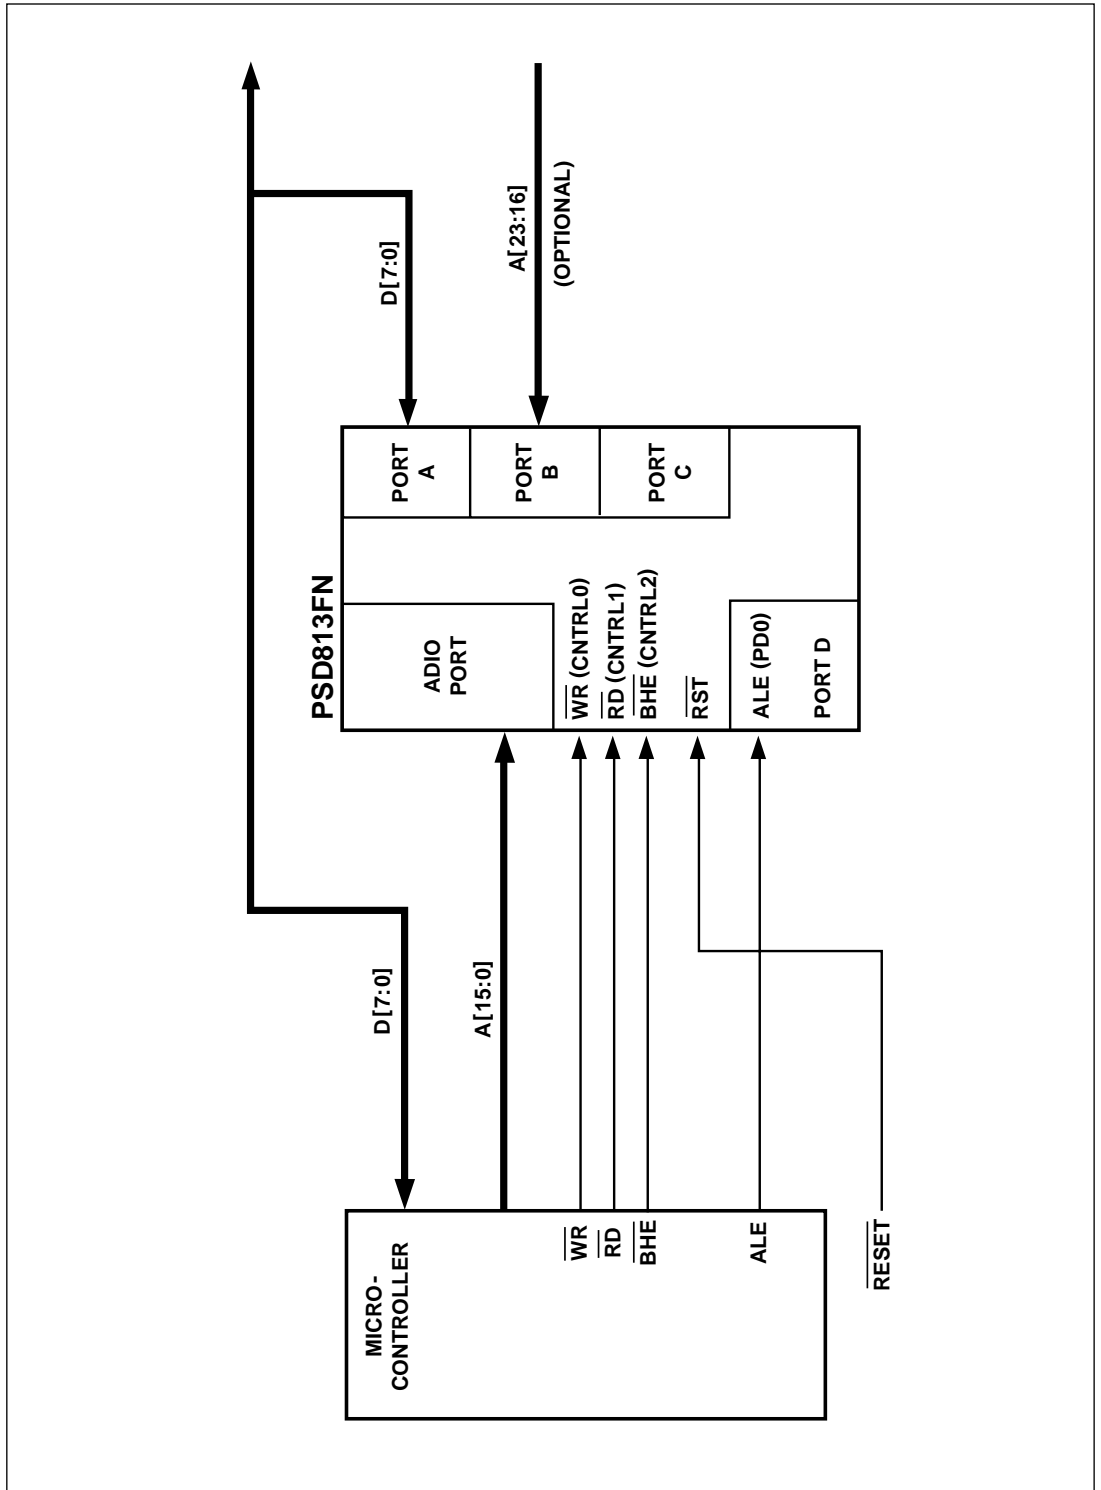 MICRO-
CONTROLLER
D[7:0]
A[15:0]
WR
RD
BHE
ALE
RESET
PSD813FN
ADIO
PORT
WR (CNTRL0)
RD (CNTRL1)
BHE (CNTRL2)
RST
ALE (PD0)
PORT D
PORT
A
PORT
B
PORT
C
D[7:0]
A[23:16]
(OPTIONAL)